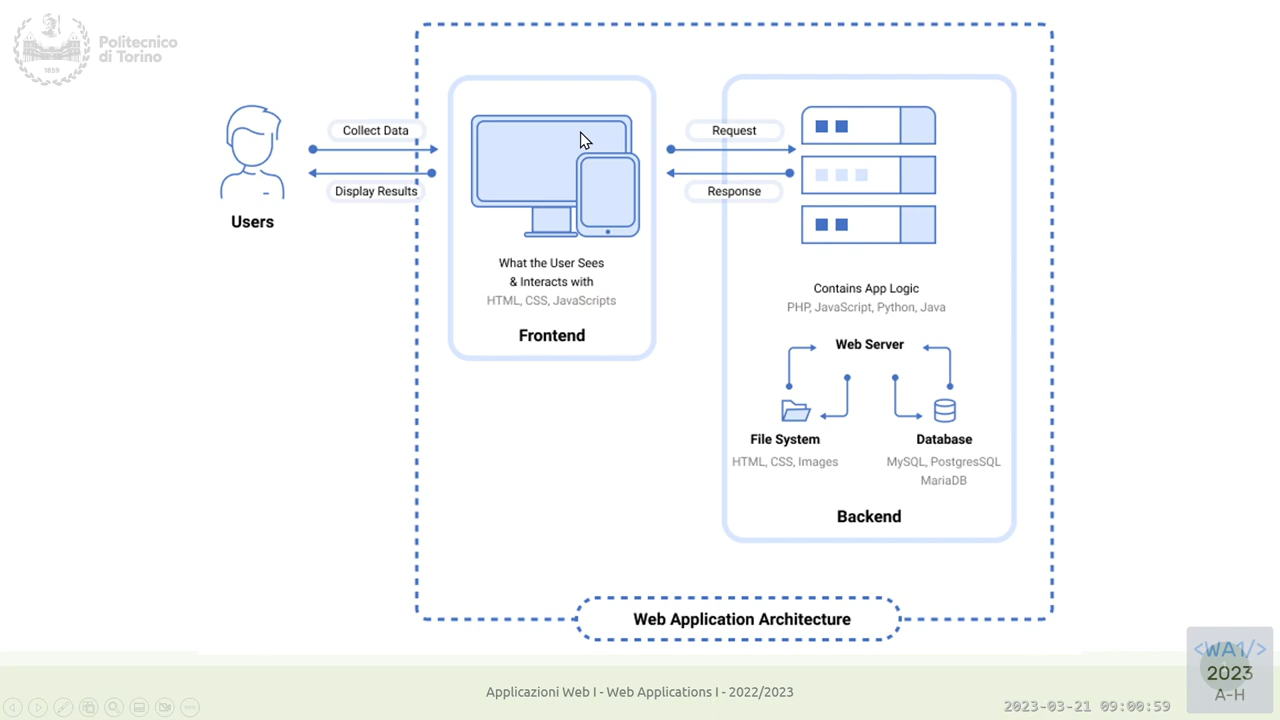 Politecnico
di Torino
1859
Collect Data
Display Results
Users
Request
Response
What the User Sees
& Interacts with
HTML, CSS, JavaScripts
Frontend
Contains App Logic
PHP, JavaScript, Python, Java
Web Server
File System
HTML, CSS, Images
Database
MySQL, PostgresSQL
MariaDB
Backend
Web Application Architecture
Applicazioni Web I - Web Applications I - 2022/2023
<WA1/>
2023
A-H
2023-03-21 09:00:59